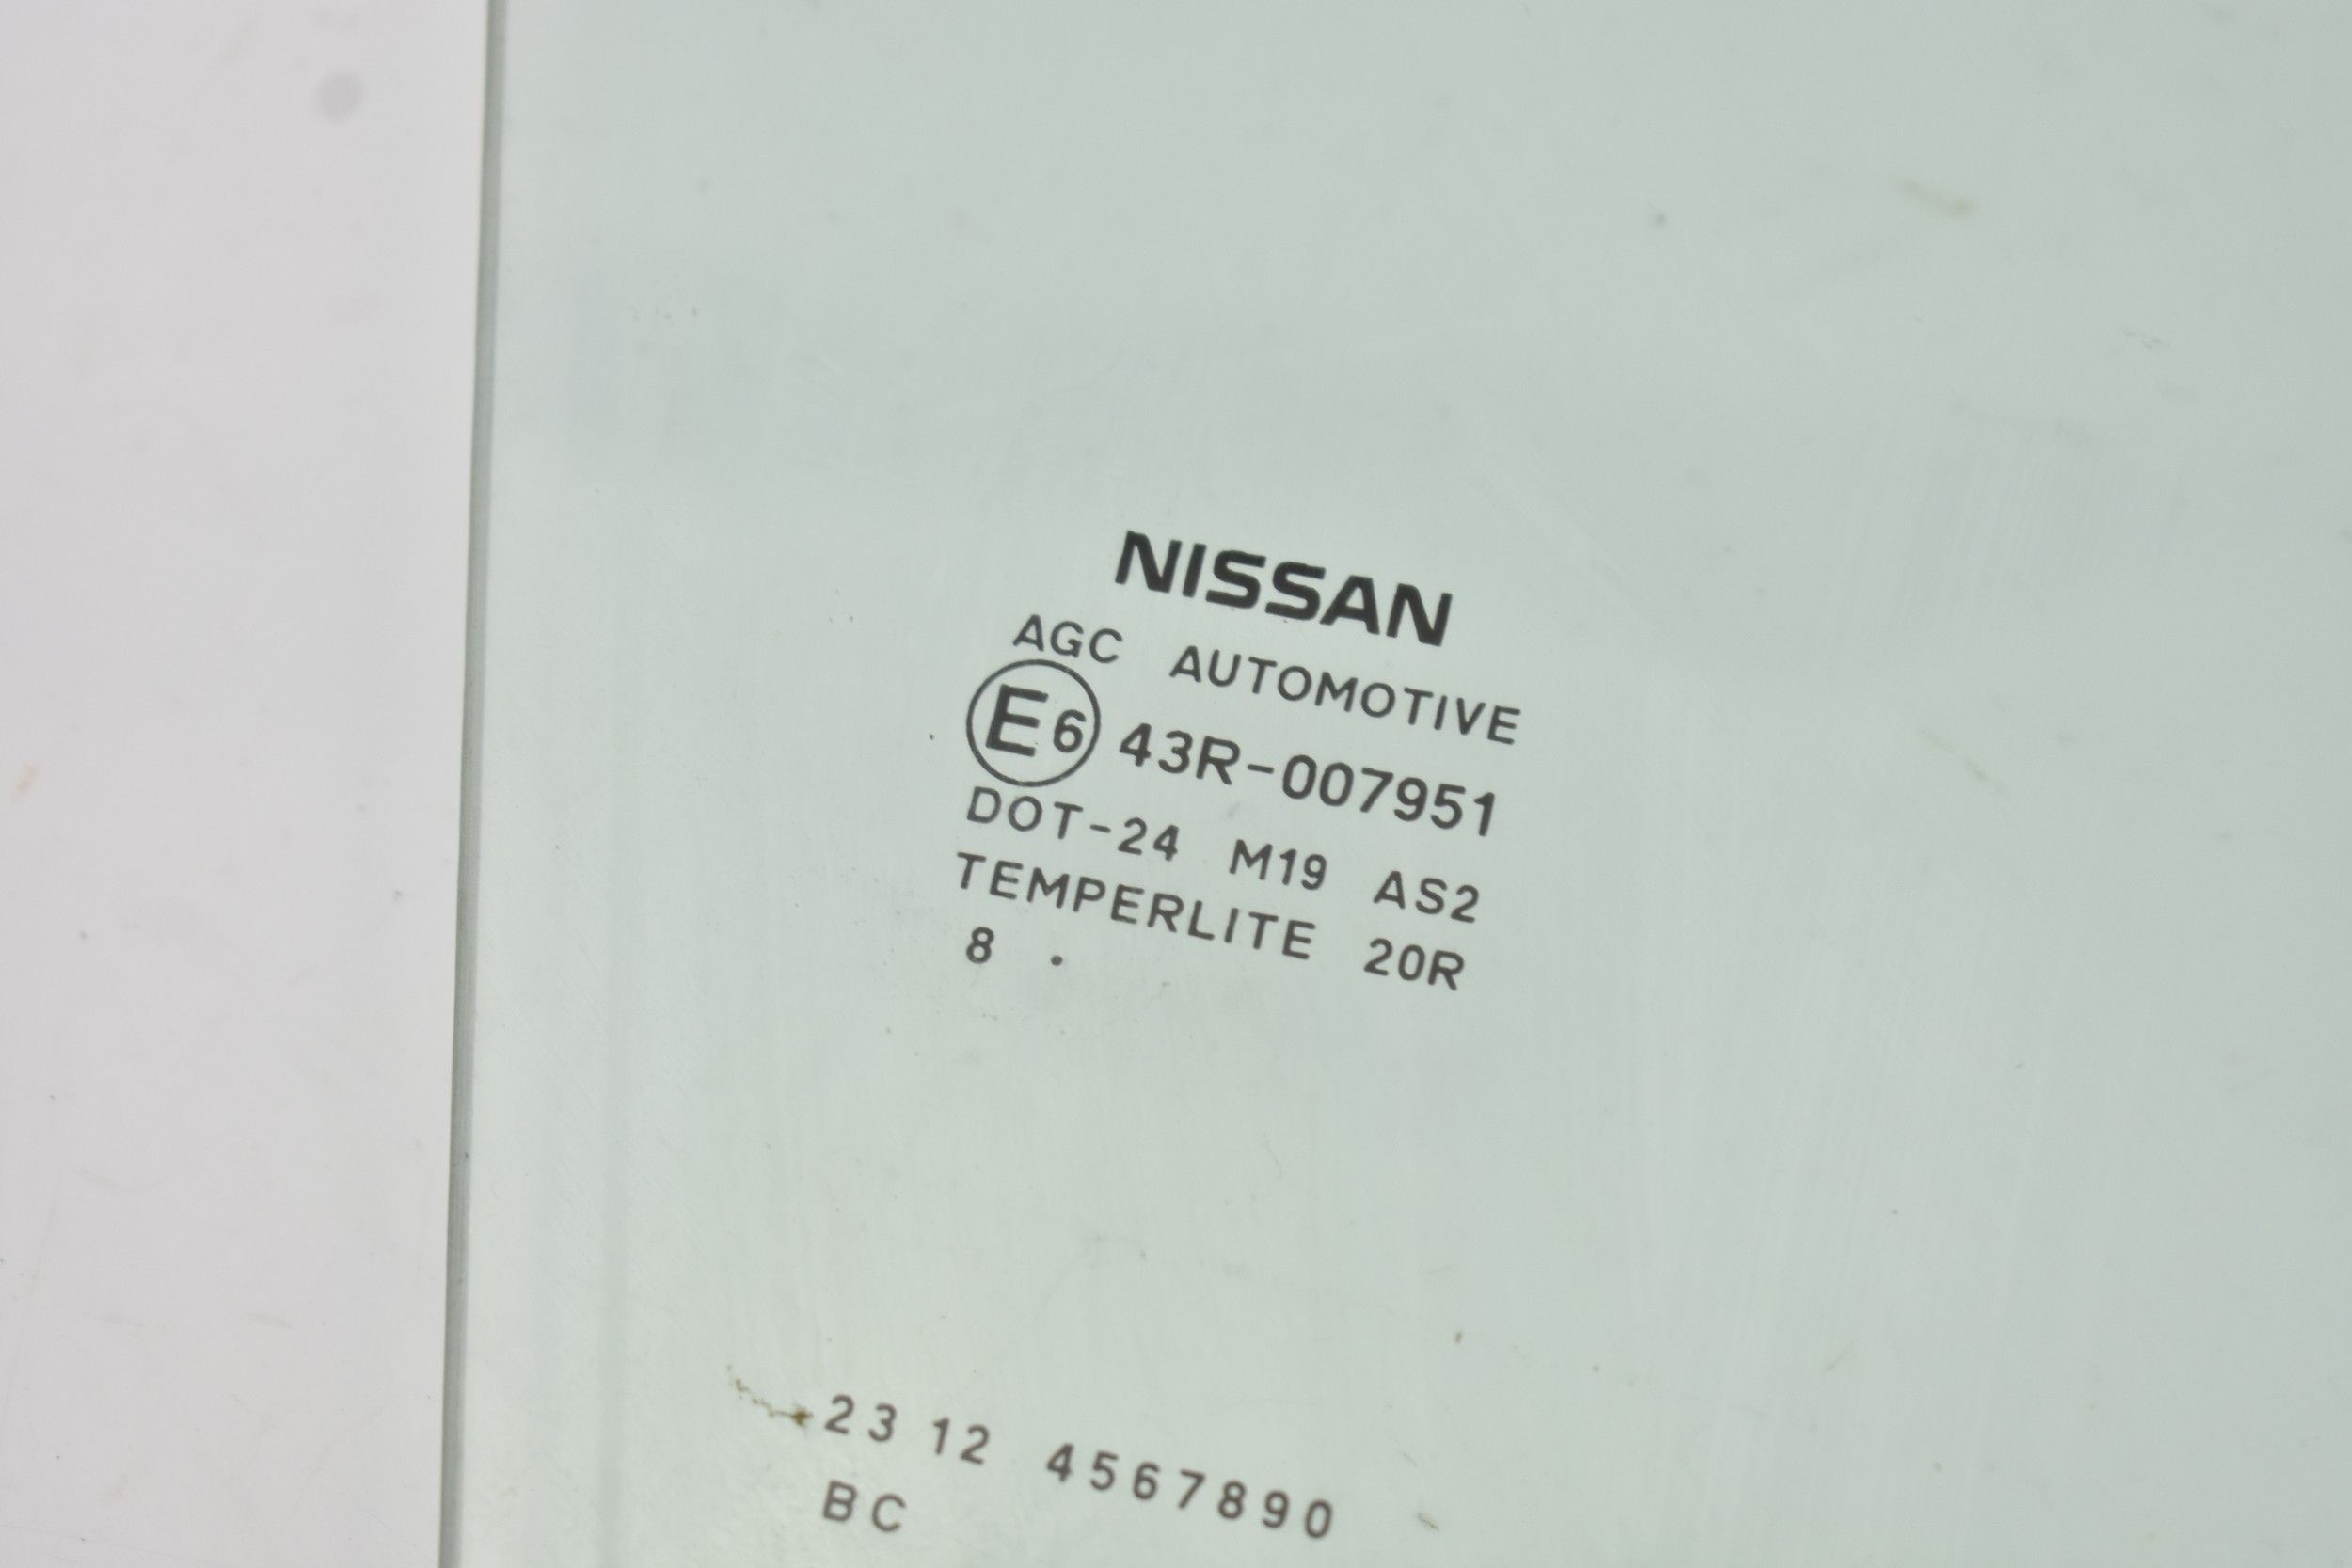 NISSAN
AGC AUTOMOTIVE
E6 43R-007951
DOT-24 M19 AS2
TEMPERLITE 20R
8 .
23 12 4567890
BC